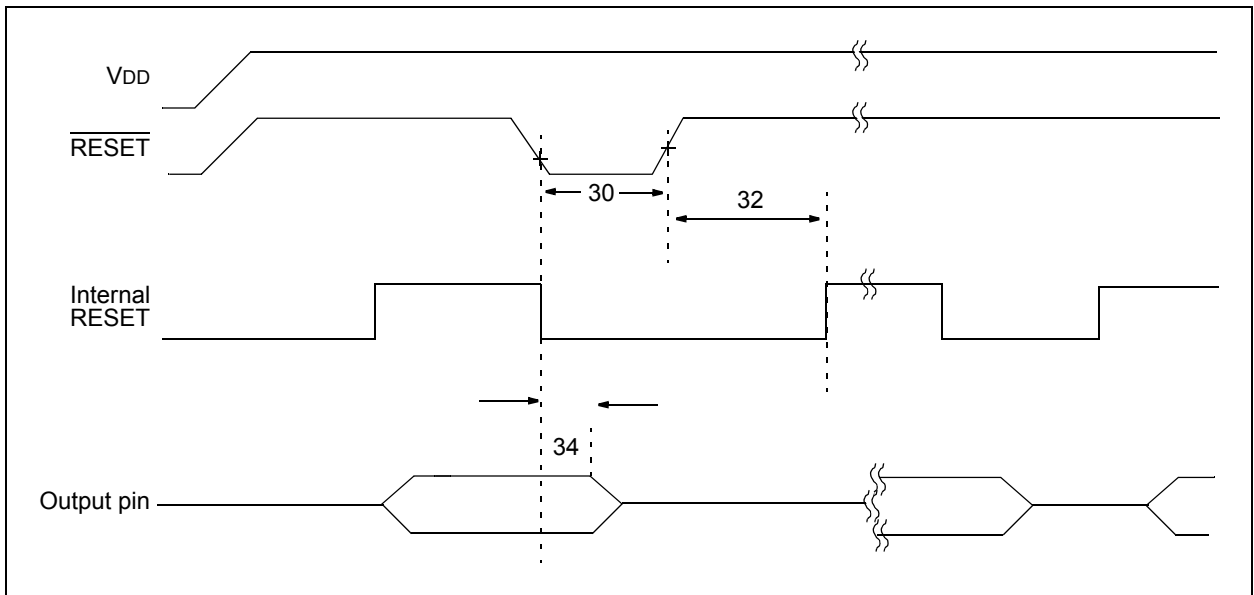 VDD
RESET
30
32
Internal
RESET
34
Output pin